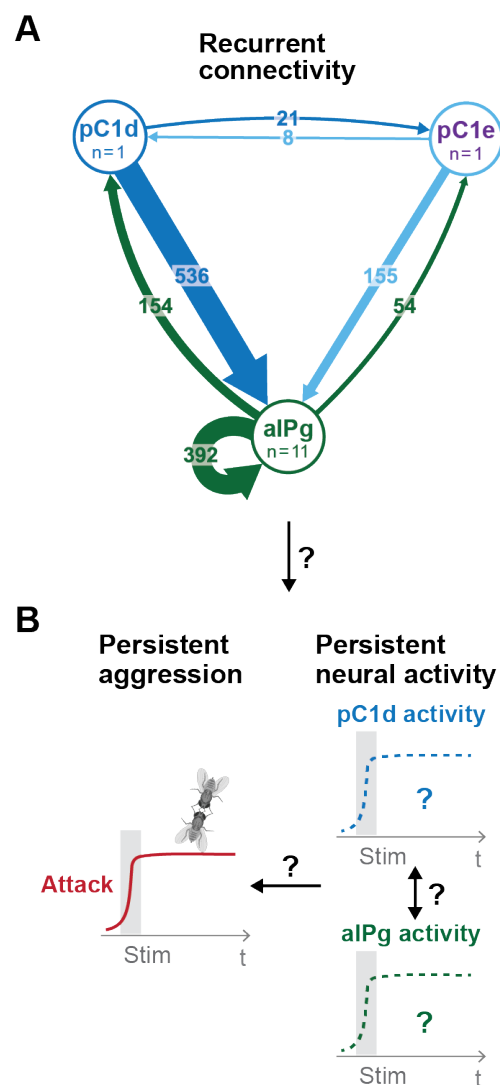 A
Recurrent
connectivity
pC1d
n=1
21
8
pC1e
n=1
536
154
155
54
aIPg
n=11
392
?
B
Persistent
aggression
Persistent
neural activity
pC1d activity
?
Stim
t
Attack
?
Stim
t
?
aIPg activity
?
Stim
t